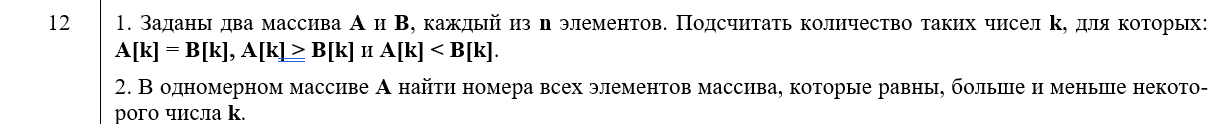 12 1. Заданы два массива A и B, каждый из n элементов. Подсчитать количество таких чисел k, для которых:
A[k] = B[k], A[k] > B[k] и A[k] < B[k].
2. В одномерном массиве A найти номера всех элементов массива, которые равны, больше и меньше некото-
рого числа k.